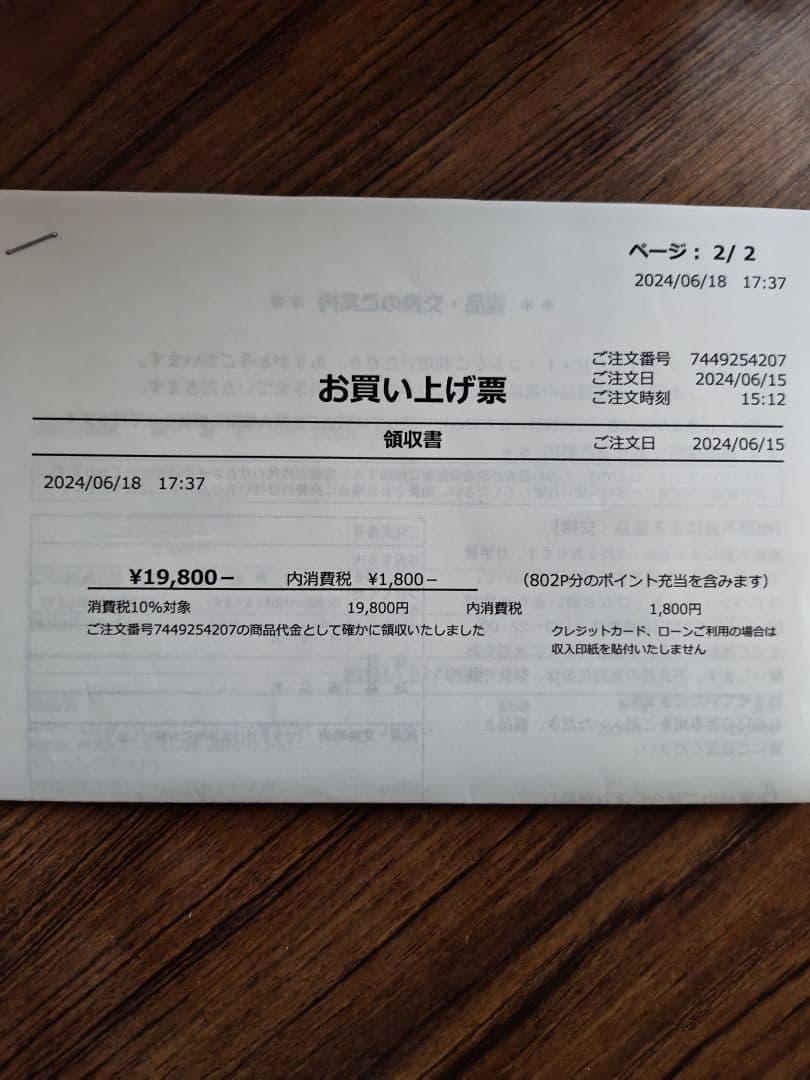 ページ： 2/ 2
2024/06/18 17:37
ご注文番号 7449254207
ご注文日 2024/06/15
ご注文時刻 15:12
お買い上げ票
領収書 ご注文日 2024/06/15
2024/06/18 17:37
¥19,800− 内消費税 ¥1,800− （802P分のポイント充当を含みます）
消費税10%対象 19,800円 内消費税 1,800円
ご注文番号7449254207の商品代金として確かに領収いたしました
クレジットカード、ローンご利用の場合は
収入印紙を貼付いたしません